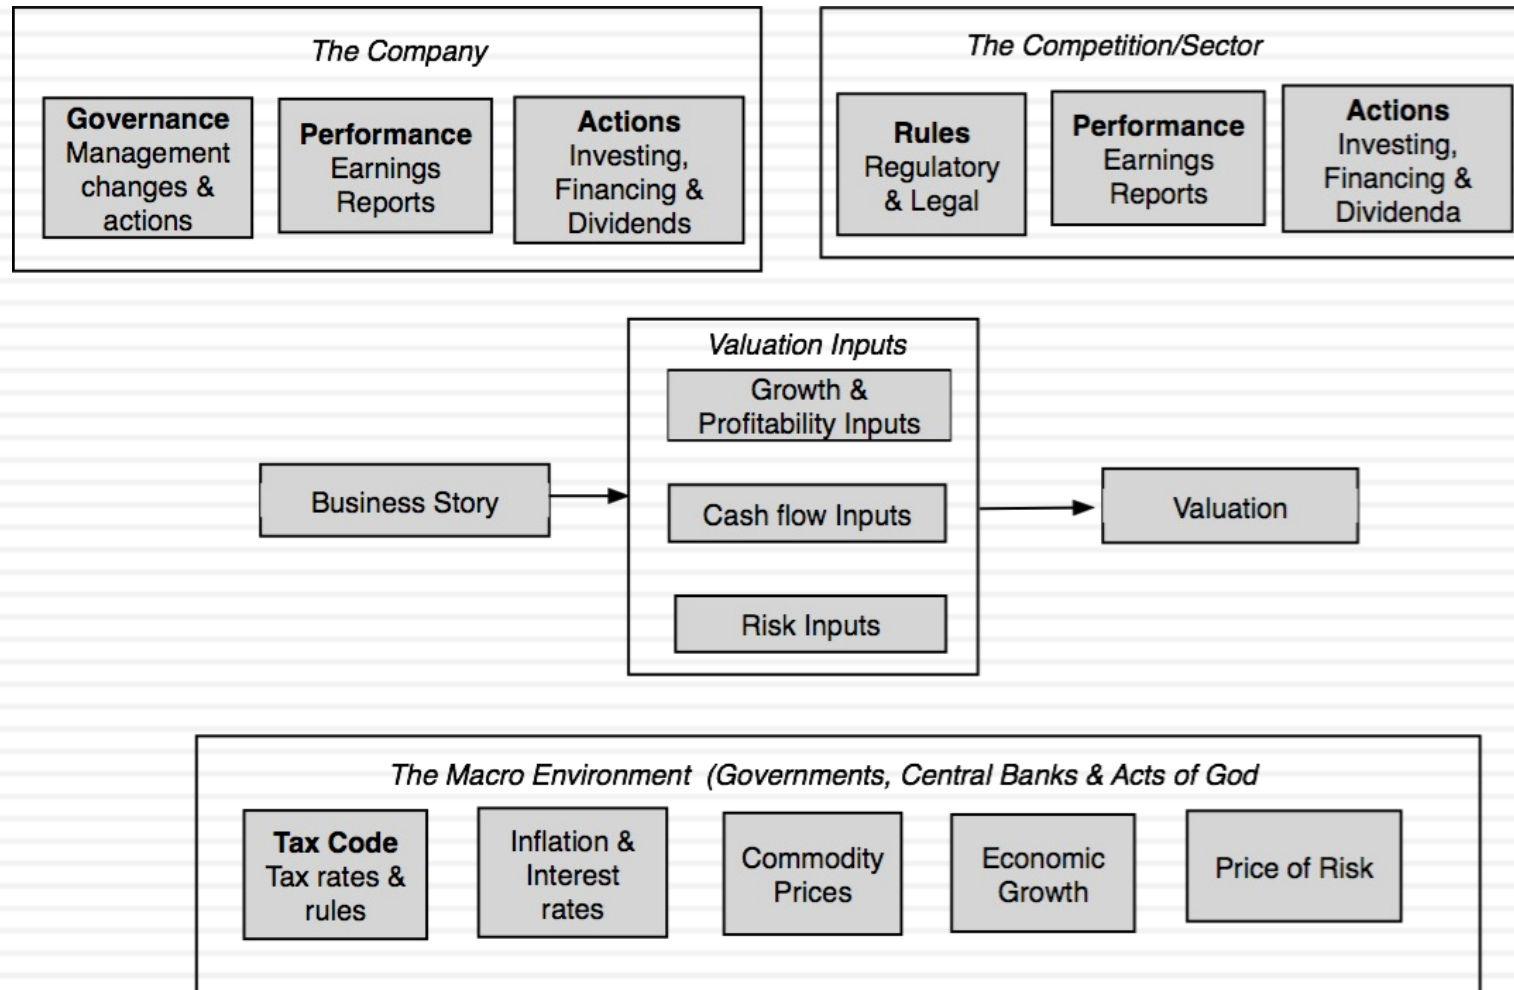 The Company
Governance
Management
changes &
actions
Performance
Earnings
Reports
Actions
Investing,
Financing &
Dividends
The Competition/Sector
Rules
Regulatory
& Legal
Performance
Earnings
Reports
Actions
Investing,
Financing &
Dividenda
Business Story
Valuation Inputs
Growth &
Profitability Inputs
Cash flow Inputs
Risk Inputs
Valuation
The Macro Environment  (Governments, Central Banks & Acts of God
Tax Code
Tax rates &
rules
Inflation &
Interest
rates
Commodity
Prices
Economic
Growth
Price of Risk